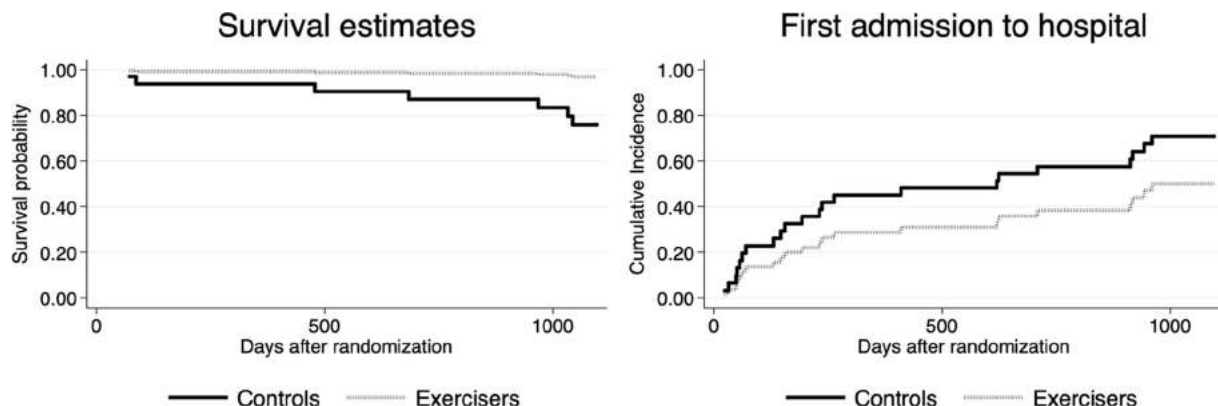 Survival estimates
Survival probability
1.00
0.80
0.60
0.40
0.20
0.00
0 500 1000
Days after randomization
Controls Exercisers
First admission to hospital
Cumulative Incidence
1.00
0.80
0.60
0.40
0.20
0.00
0 500 1000
Days after randomization
Controls Exercisers